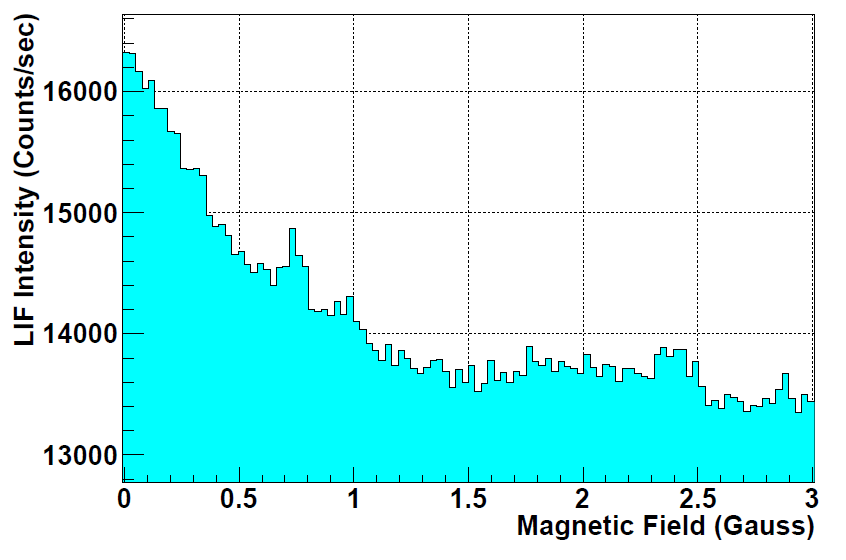 LIF Intensity (Counts/sec)
16000
15000
14000
13000
0 0.5 1 1.5 2 2.5 3
Magnetic Field (Gauss)